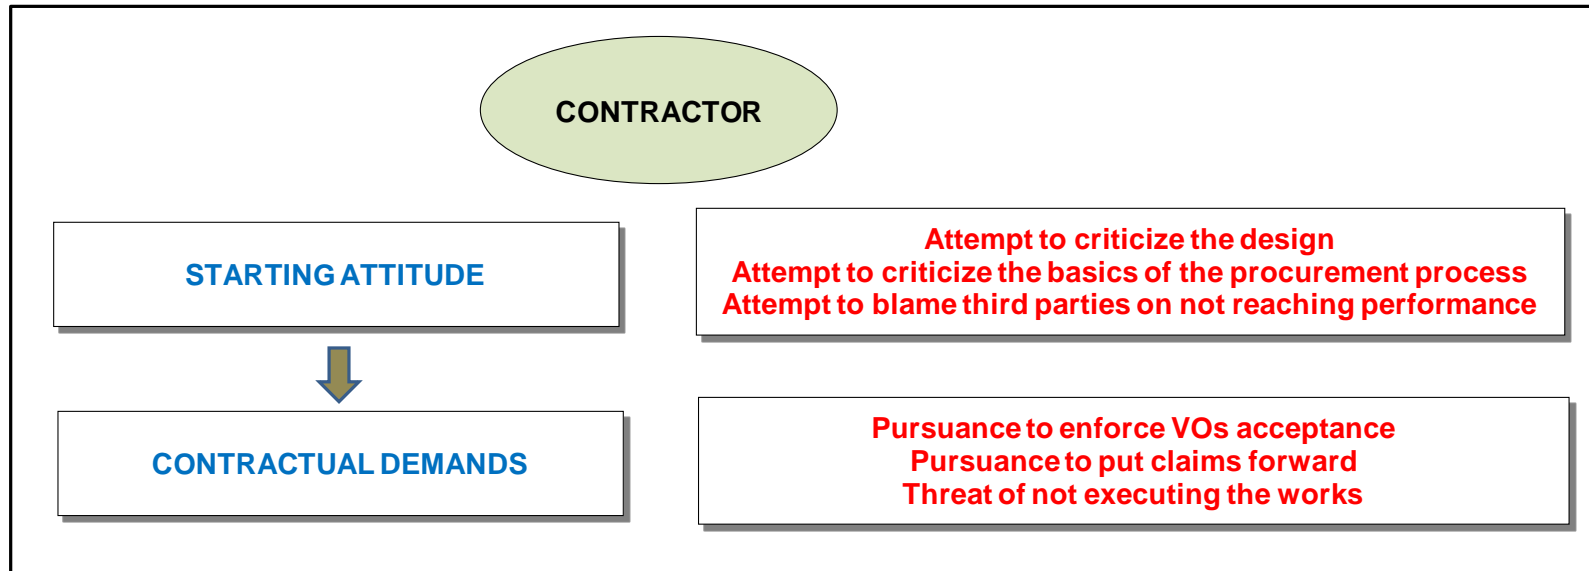 CONTRACTOR
STARTING ATTITUDE
Attempt to criticize the design
Attempt to criticize the basics of the procurement process
Attempt to blame third parties on not reaching performance
CONTRACTUAL DEMANDS
Pursuance to enforce VOs acceptance
Pursuance to put claims forward
Threat of not executing the works